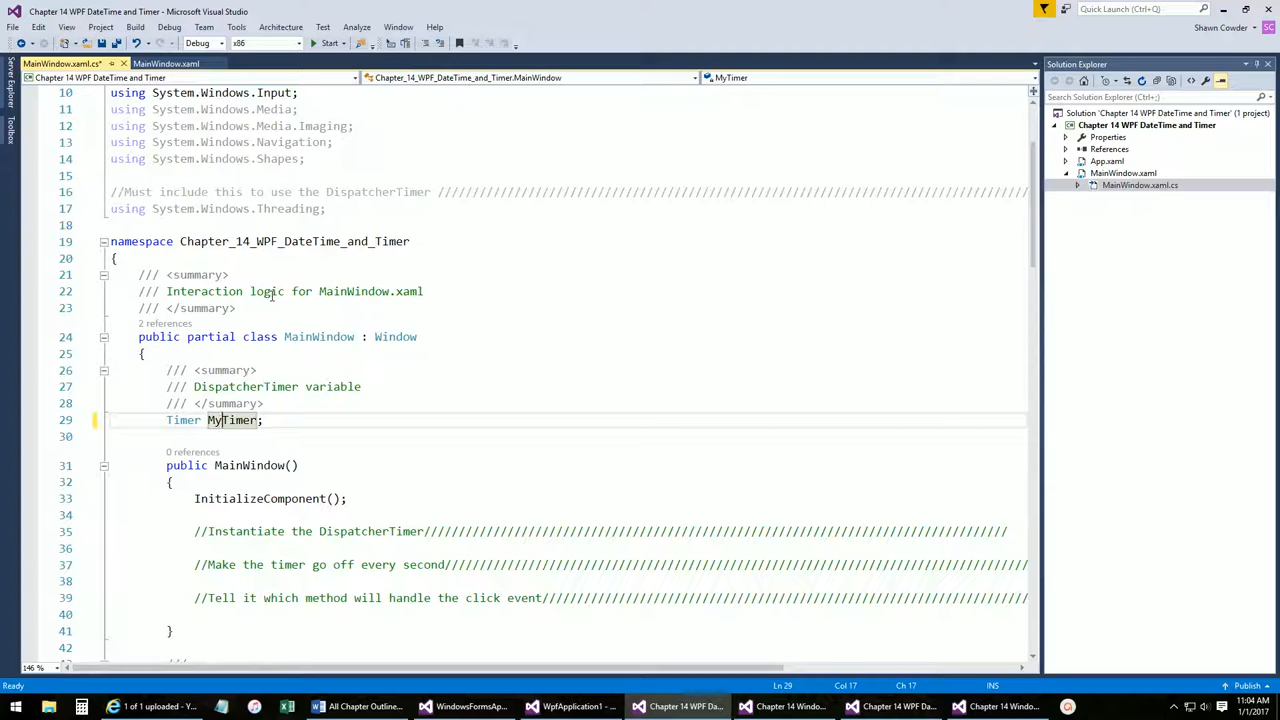 Chapter 14 WPF DateTime and Timer - Microsoft Visual Studio
Quick Launch (Ctrl+Q)
File Edit View Project Build Debug Team Tools Architecture Test Analyze Window Help
Shawn Cowder SC
Debug x86 Start
MainWindow.xaml.cs* MainWindow.xaml
Chapter 14 WPF DateTime and Timer Chapter_14_WPF_DateTime_and_Timer.MainWindow MyTimer
Server Explorer
Toolbox
10 using System.Windows.Input;
11 using System.Windows.Media;
12 using System.Windows.Media.Imaging;
13 using System.Windows.Navigation;
14 using System.Windows.Shapes;
15
16 //Must include this to use the DispatcherTimer //////////////////////////////////////////////////////////////////////////////////////
17 using System.Windows.Threading;
18
19 namespace Chapter_14_WPF_DateTime_and_Timer
20 {
21 /// <summary>
22 /// Interaction logic for MainWindow.xaml
23 /// </summary>
2 references
24 public partial class MainWindow : Window
25 {
26 /// <summary>
27 /// DispatcherTimer variable
28 /// </summary>
29 Timer MyTimer;
30
0 references
31 public MainWindow()
32 {
33 InitializeComponent();
34
35 //Instantiate the DispatcherTimer////////////////////////////////////////////////////////////////////////////////////
36
37 //Make the timer go off every second////////////////////////////////////////////////////////////////////////////////////
38
39 //Tell it which method will handle the click event//////////////////////////////////////////////////////////////////////
40
41 }
42
146 %
Solution Explorer
Search Solution Explorer (Ctrl+;)
Solution 'Chapter 14 WPF DateTime and Timer' (1 project)
Chapter 14 WPF DateTime and Timer
Properties
References
App.xaml
MainWindow.xaml
MainWindow.xaml.cs
Ready Ln 29 Col 17 Ch 17 INS Publish
1 of 1 uploaded - Yo... All Chapter Outline... WindowsFormsAp... WpfApplication1 - ... Chapter 14 WPF Da... Chapter 14 Windo... Chapter 14 WPF Da... Chapter 14 Windo...
11:04 AM
1/1/2017